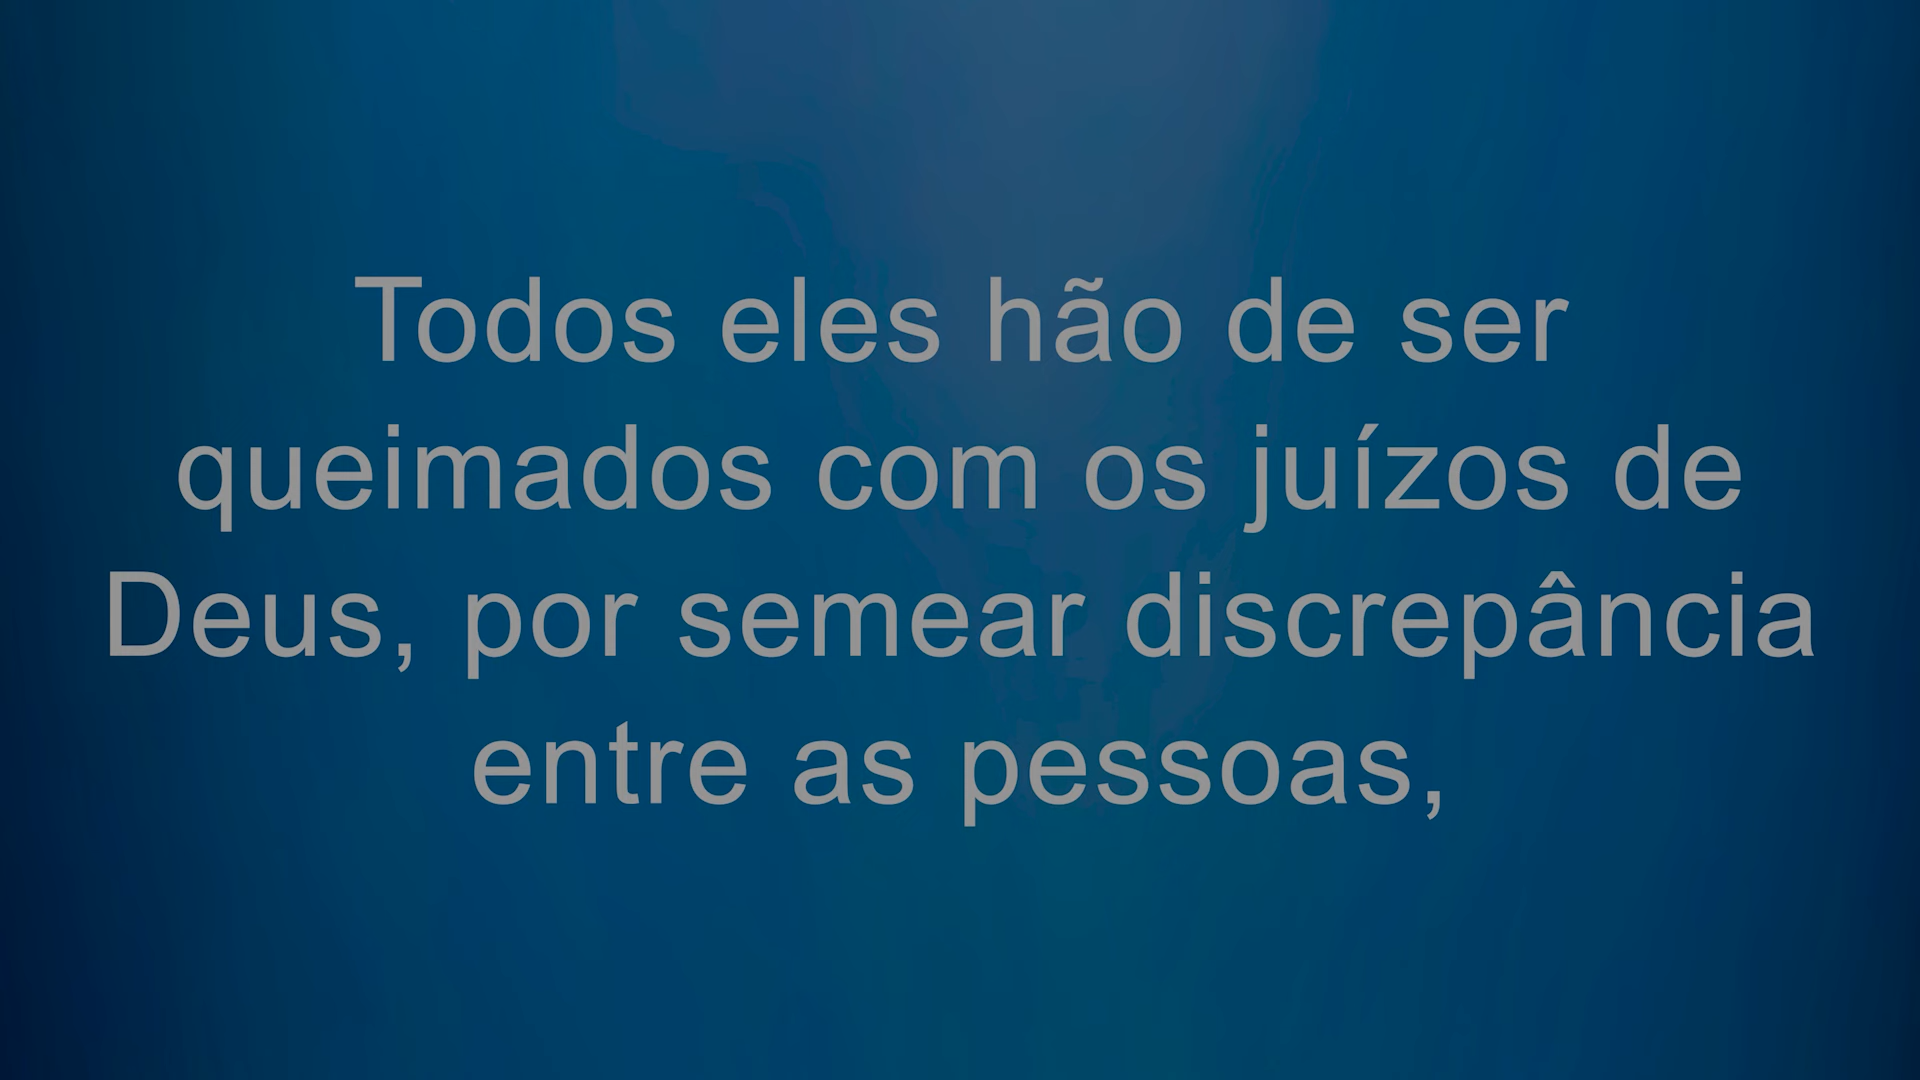 Todos eles hão de ser
queimados com os juízos de
Deus, por semear discrepância
entre as pessoas,